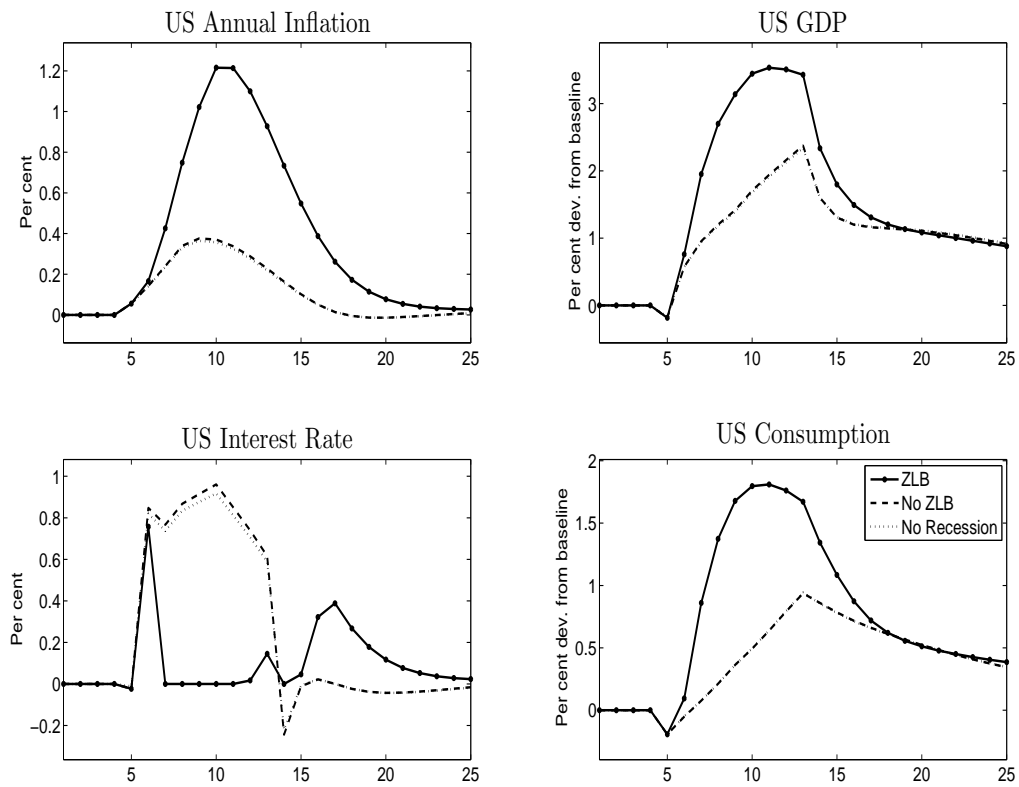 US Annual Inflation
Per cent
1.2
1
0.8
0.6
0.4
0.2
0
5 10 15 20 25
US GDP
Per cent dev. from baseline
3
2
1
0
5 10 15 20 25
US Interest Rate
Per cent
1
0.8
0.6
0.4
0.2
0
−0.2
5 10 15 20 25
US Consumption
Per cent dev. from baseline
2
1.5
1
0.5
0
5 10 15 20 25
ZLB
No ZLB
No Recession